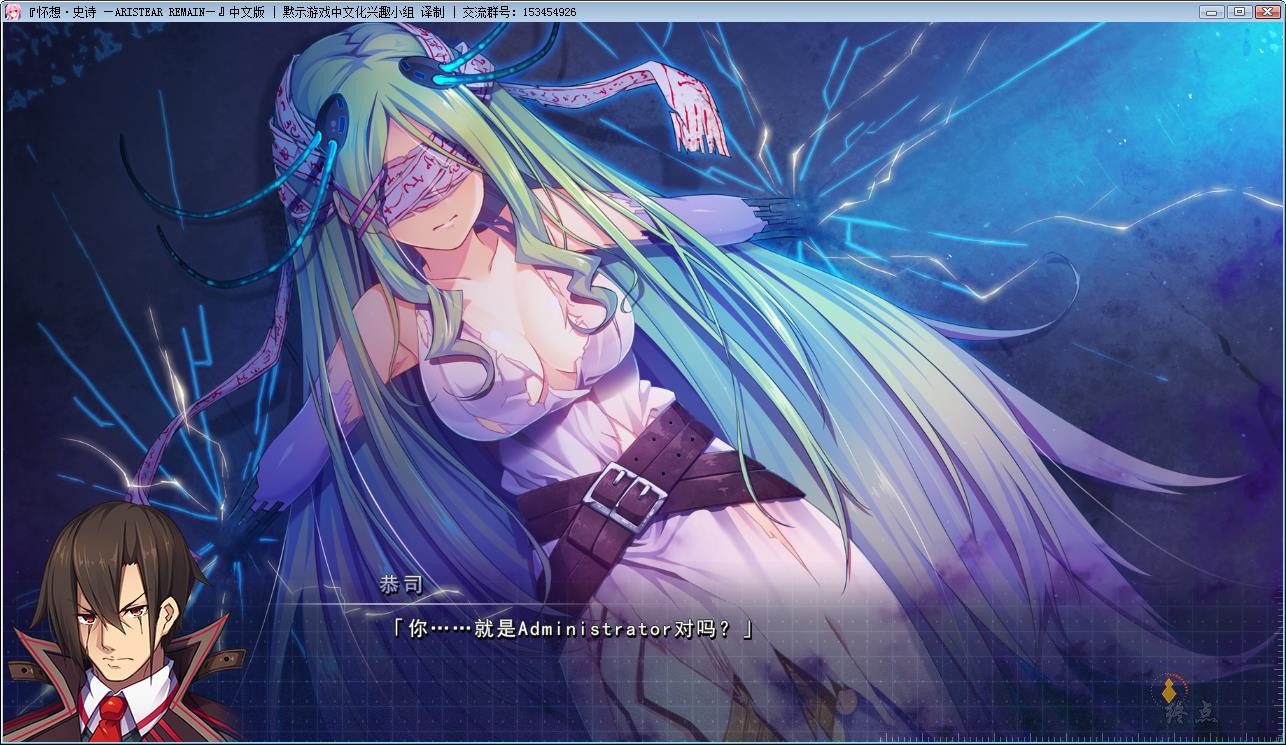 『怀想·史诗 －ARISTEAR REMAIN－』中文版 | 黙示游戏中文化兴趣小组 译制 | 交流群号：153454926
恭司
「你……就是Administrator对吗？」
终点